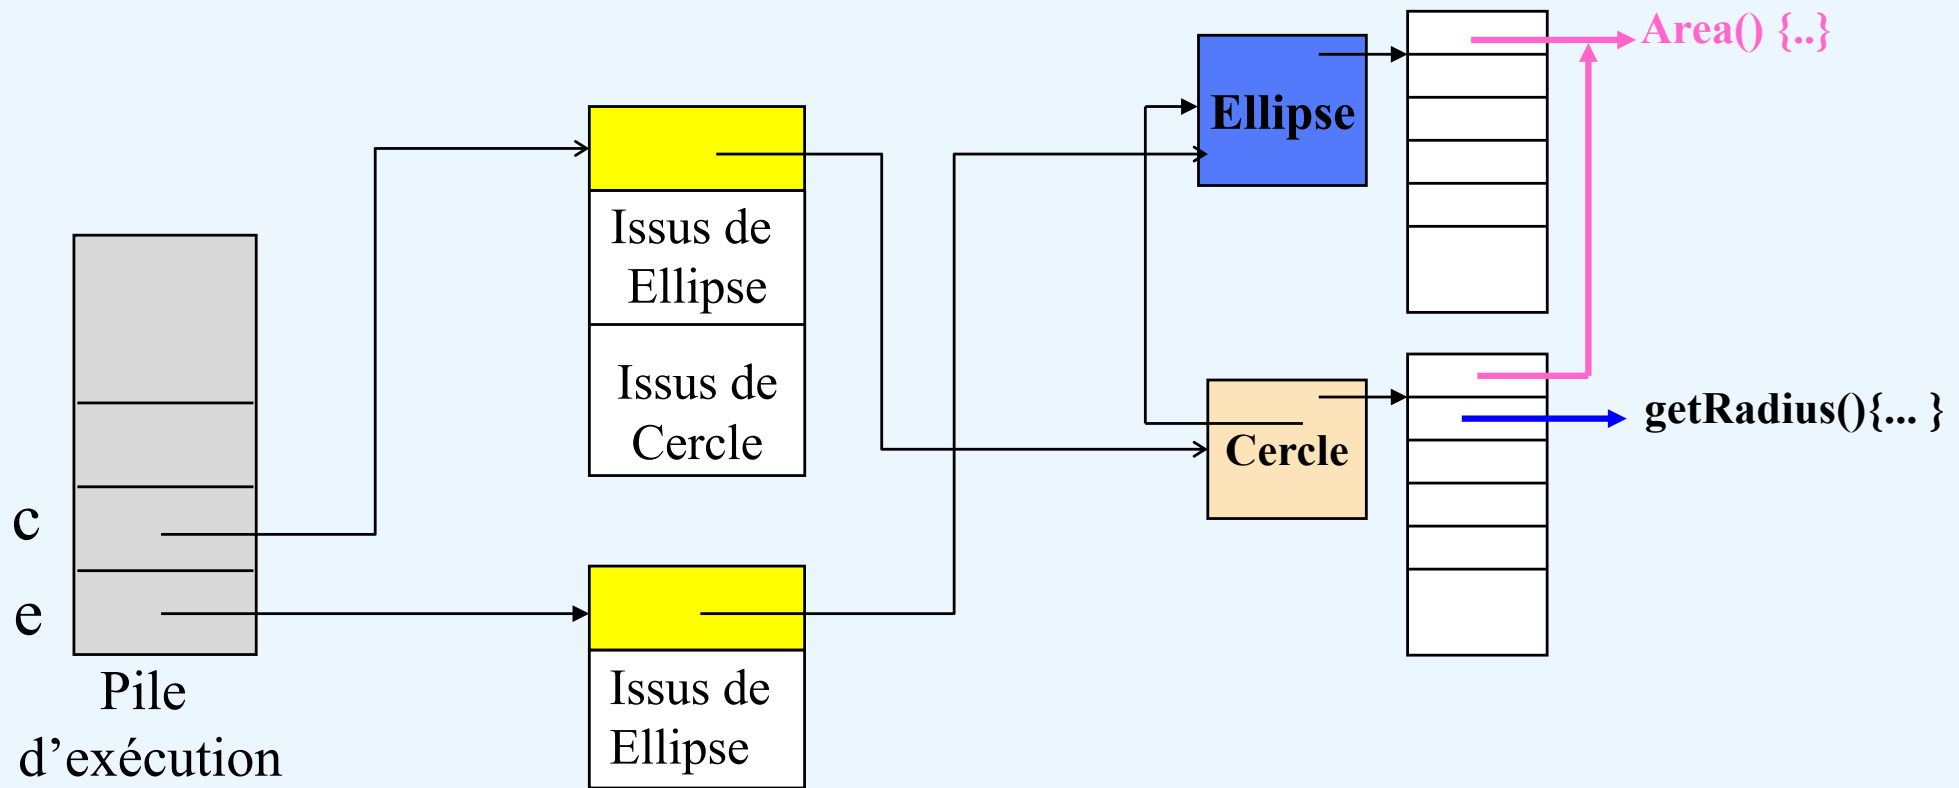 Area() {..}
Ellipse
Issus de
Ellipse
Issus de
Cercle
Cercle
getRadius(){... }
c
e
Issus de
Ellipse
Pile
d’exécution